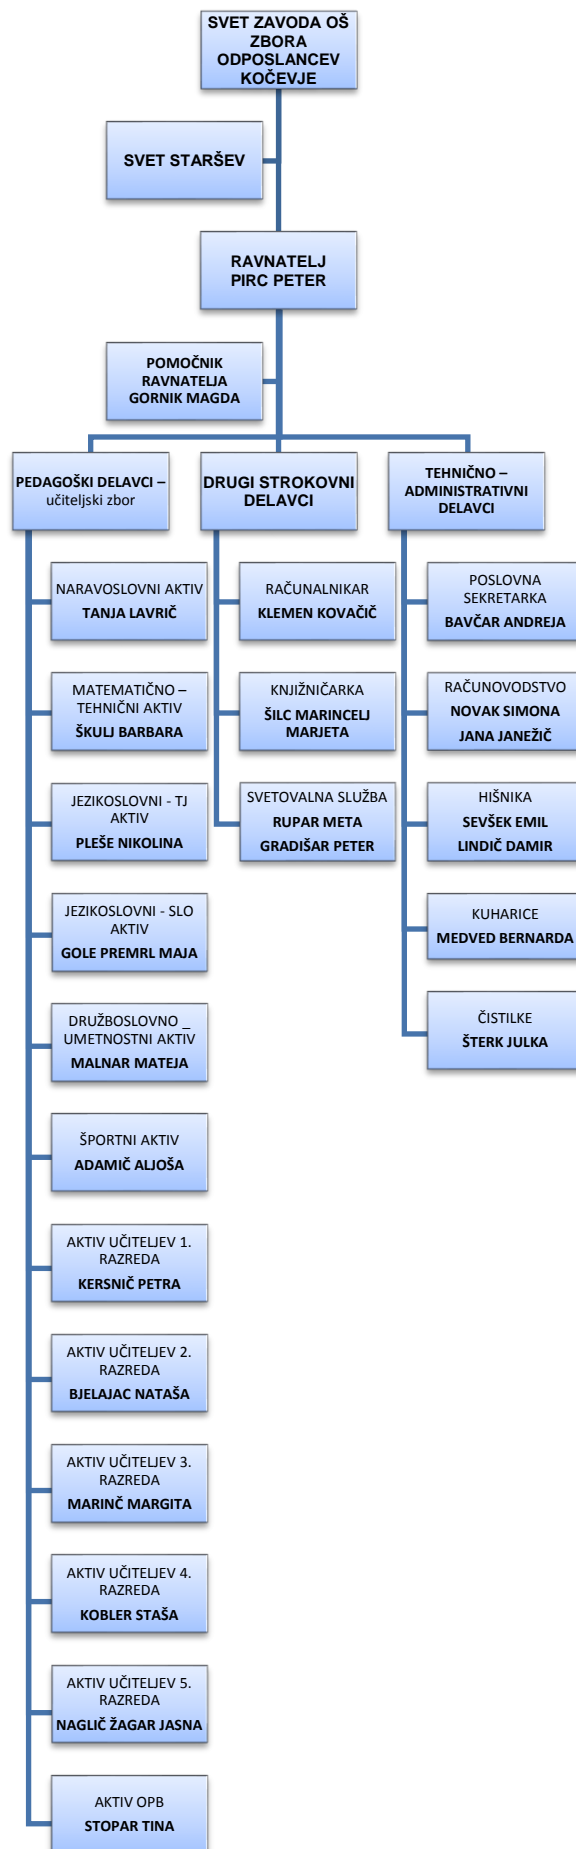 SVET ZAVODA OŠ
ZBORA
ODPOSLANCEV
KOČEVJE
SVET STARŠEV
RAVNATELJ
PIRC PETER
POMOČNIK
RAVNATELJA
GORNIK MAGDA
PEDAGOŠKI DELAVCI –
učiteljski zbor
NARAVOSLOVNI AKTIV
TANJA LAVRIČ
MATEMATIČNO –
TEHNIČNI AKTIV
ŠKULJ BARBARA
JEZIKOSLOVNI - TJ
AKTIV
PLEŠE NIKOLINA
JEZIKOSLOVNI - SLO
AKTIV
GOLE PREMRL MAJA
DRUŽBOSLOVNO _
UMETNOSTNI AKTIV
MALNAR MATEJA
ŠPORTNI AKTIV
ADAMIČ ALJOŠA
AKTIV UČITELJEV 1.
RAZREDA
KERSNIČ PETRA
AKTIV UČITELJEV 2.
RAZREDA
BJELAJAC NATAŠA
AKTIV UČITELJEV 3.
RAZREDA
MARINČ MARGITA
AKTIV UČITELJEV 4.
RAZREDA
KOBLER STAŠA
AKTIV UČITELJEV 5.
RAZREDA
NAGLIČ ŽAGAR JASNA
AKTIV OPB
STOPAR TINA
DRUGI STROKOVNI
DELAVCI
RAČUNALNIKAR
KLEMEN KOVAČIČ
KNJIŽNIČARKA
ŠILC MARINCELJ
MARJETA
SVETOVALNA SLUŽBA
RUPAR META
GRADIŠAR PETER
TEHNIČNO –
ADMINISTRATIVNI
DELAVCI
POSLOVNA
SEKRETARKA
BAVČAR ANDREJA
RAČUNOVODSTVO
NOVAK SIMONA
JANA JANEŽIČ
HIŠNIKA
SEVŠEK EMIL
LINDIČ DAMIR
KUHARICE
MEDVED BERNARDA
ČISTILKE
ŠTERK JULKA